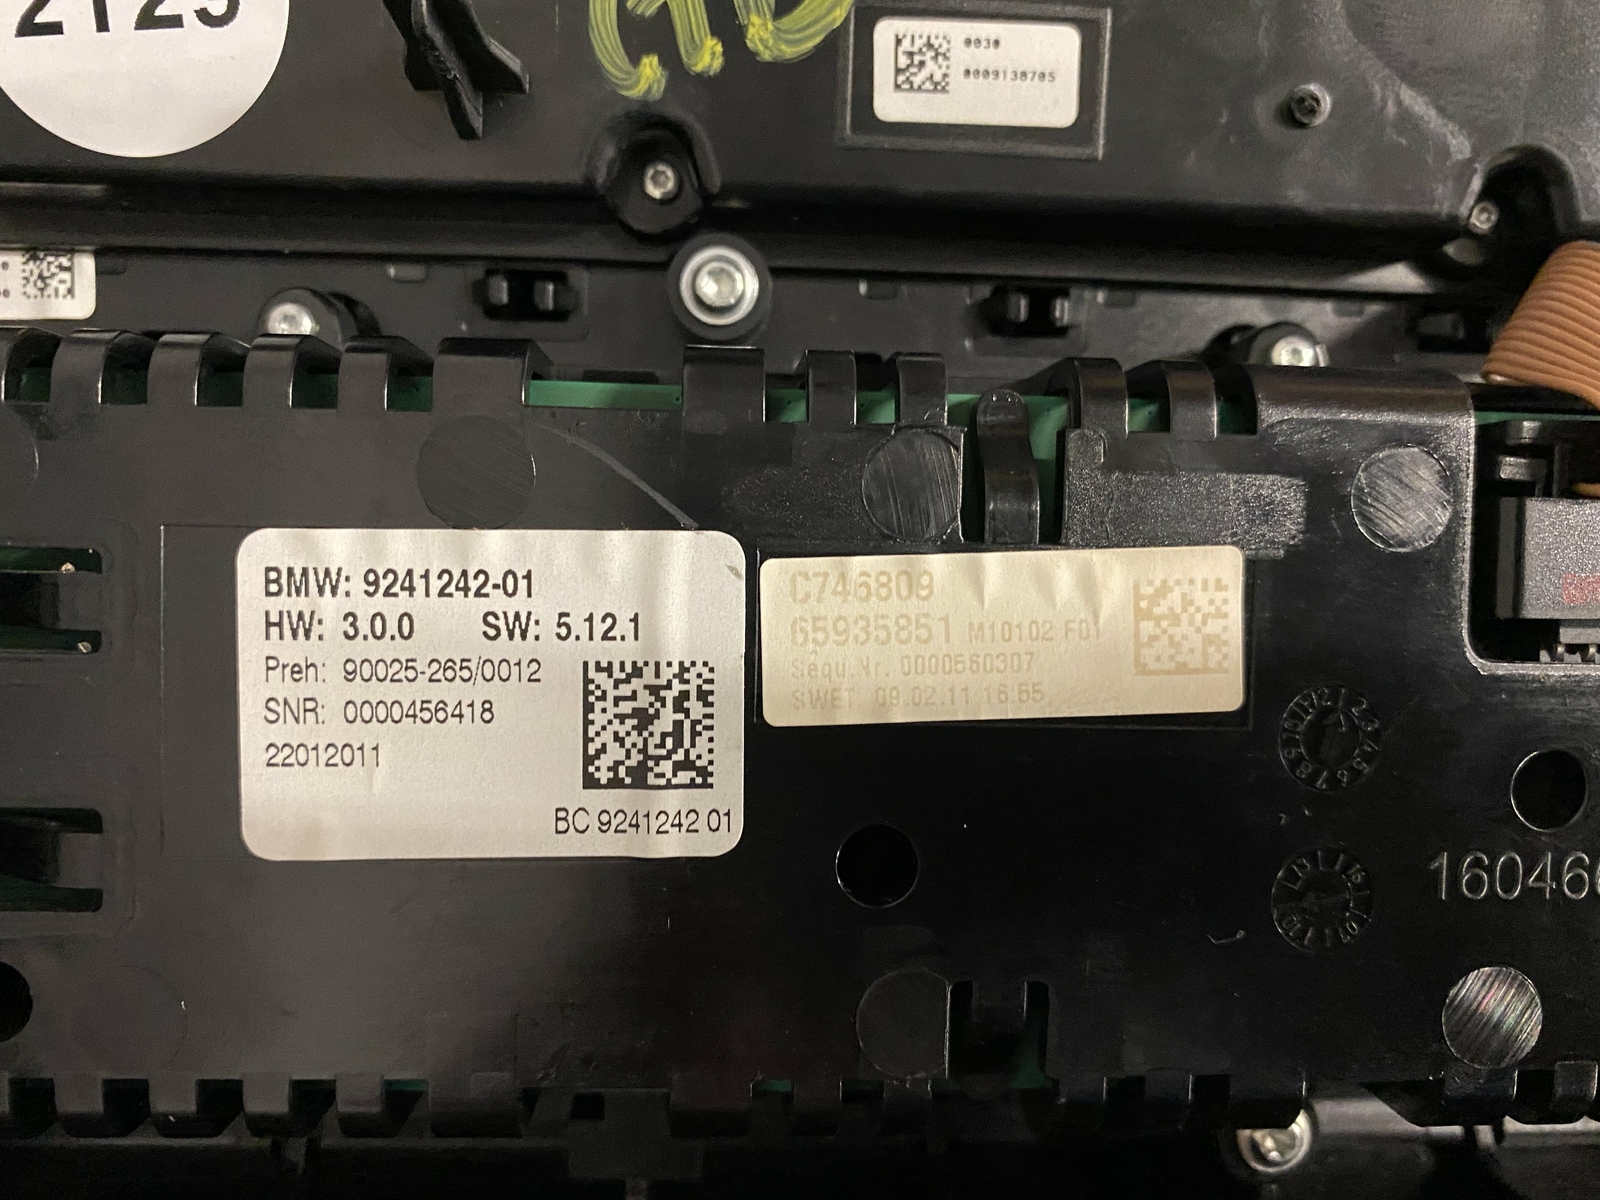 2125
0030
0009138705
BMW: 9241242-01
HW: 3.0.0 SW: 5.12.1
Preh: 90025-265/0012
SNR: 0000456418
22012011
BC 9241242 01
C746809
65935851 M10102 F01
Sequ.Nr. 0000560307
SWET 09.02.11 16:55
16046